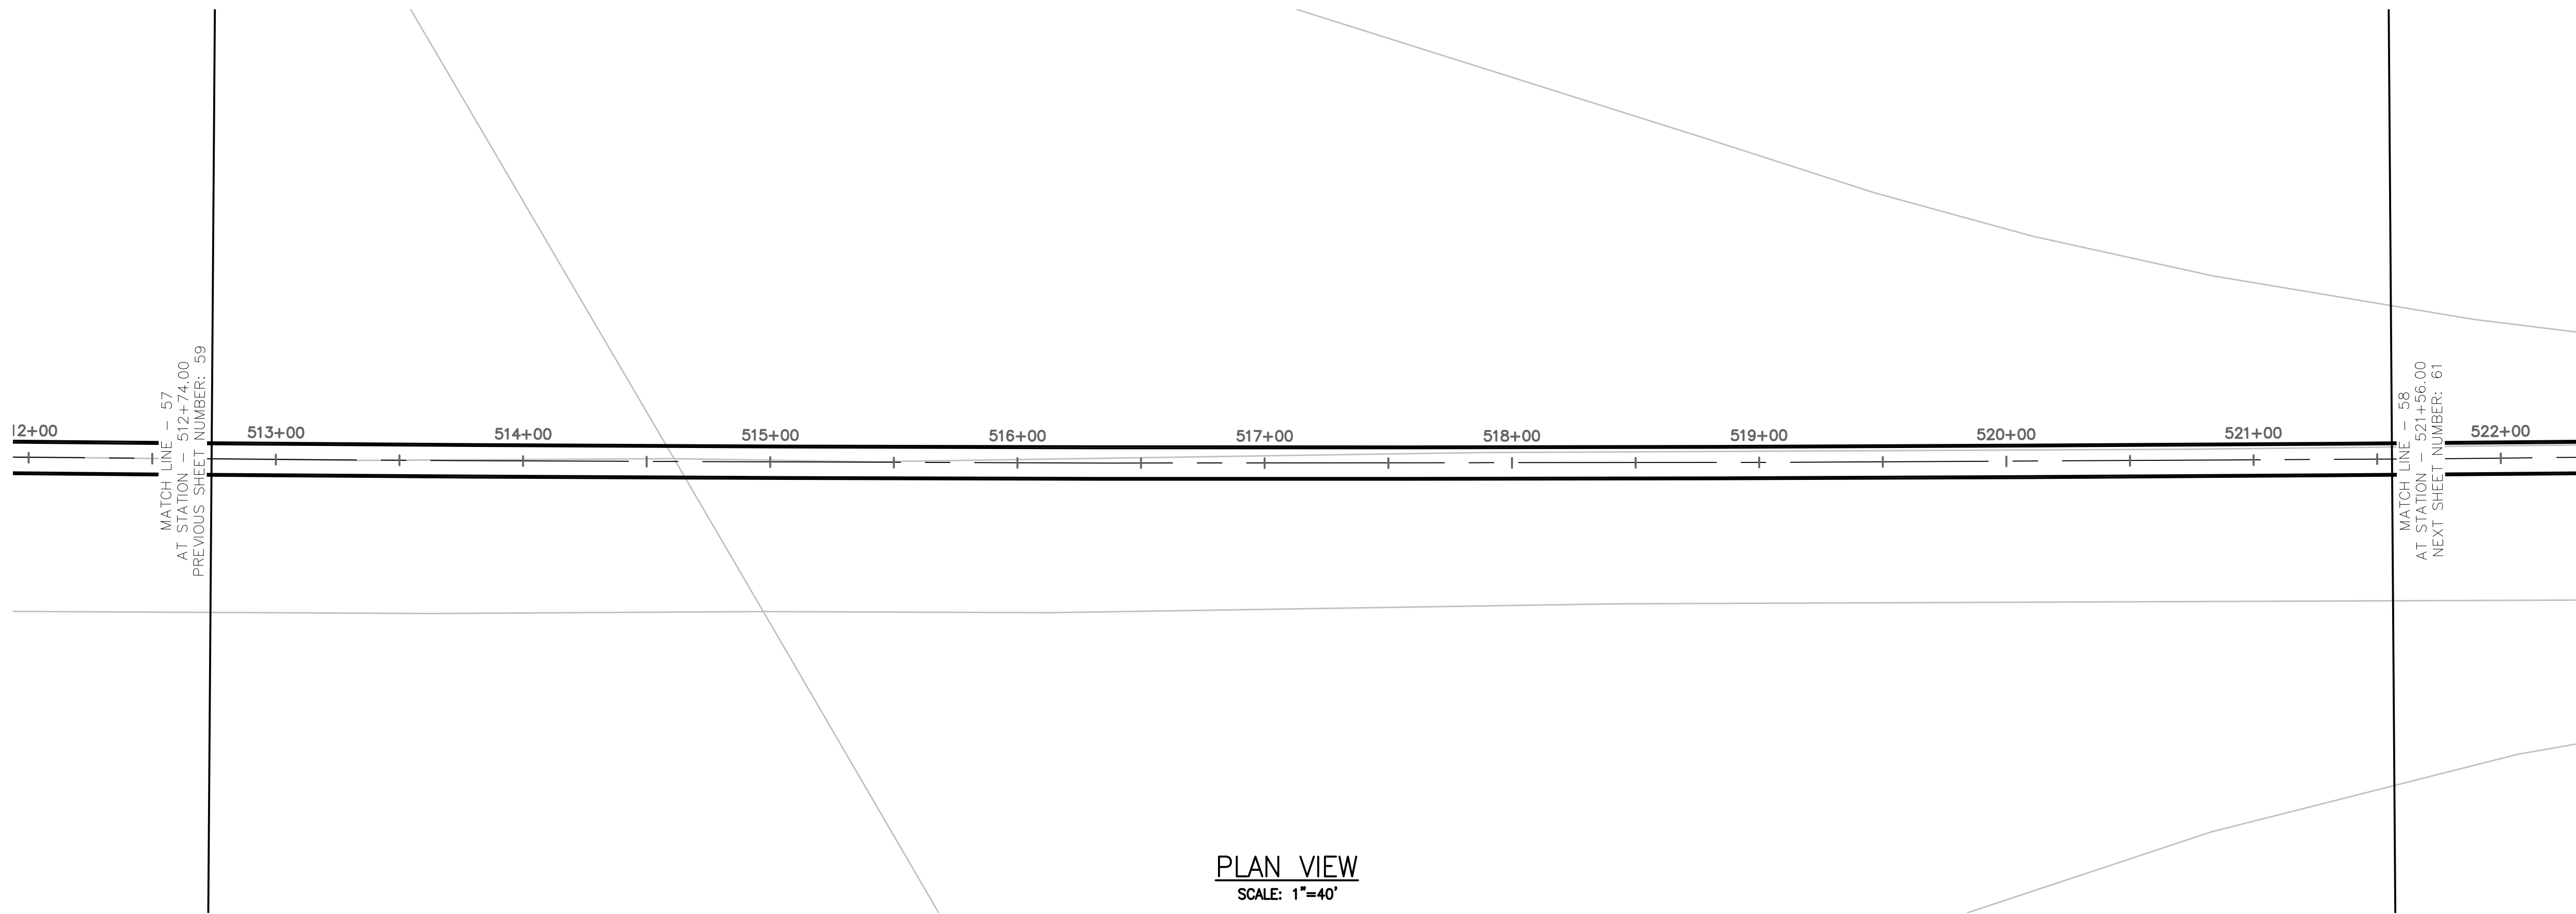 12+00
MATCH LINE - 57
AT STATION - 512+74.00
PREVIOUS SHEET NUMBER: 59
513+00
514+00
515+00
516+00
517+00
518+00
519+00
520+00
521+00
MATCH LINE - 58
AT STATION - 521+56.00
NEXT SHEET NUMBER: 61
522+00
PLAN VIEW
SCALE: 1"=40'